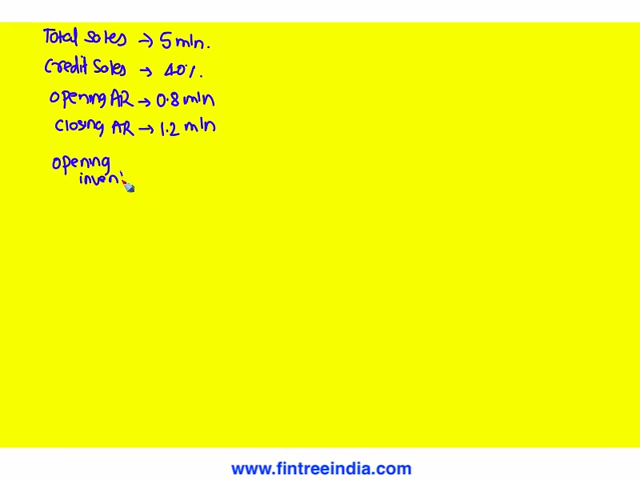 Total sales → 5 mln.
Credit Sales → 40%.
Opening AR → 0.8 mln
Closing AR → 1.2 mln
Opening
inven
www.fintreeindia.com